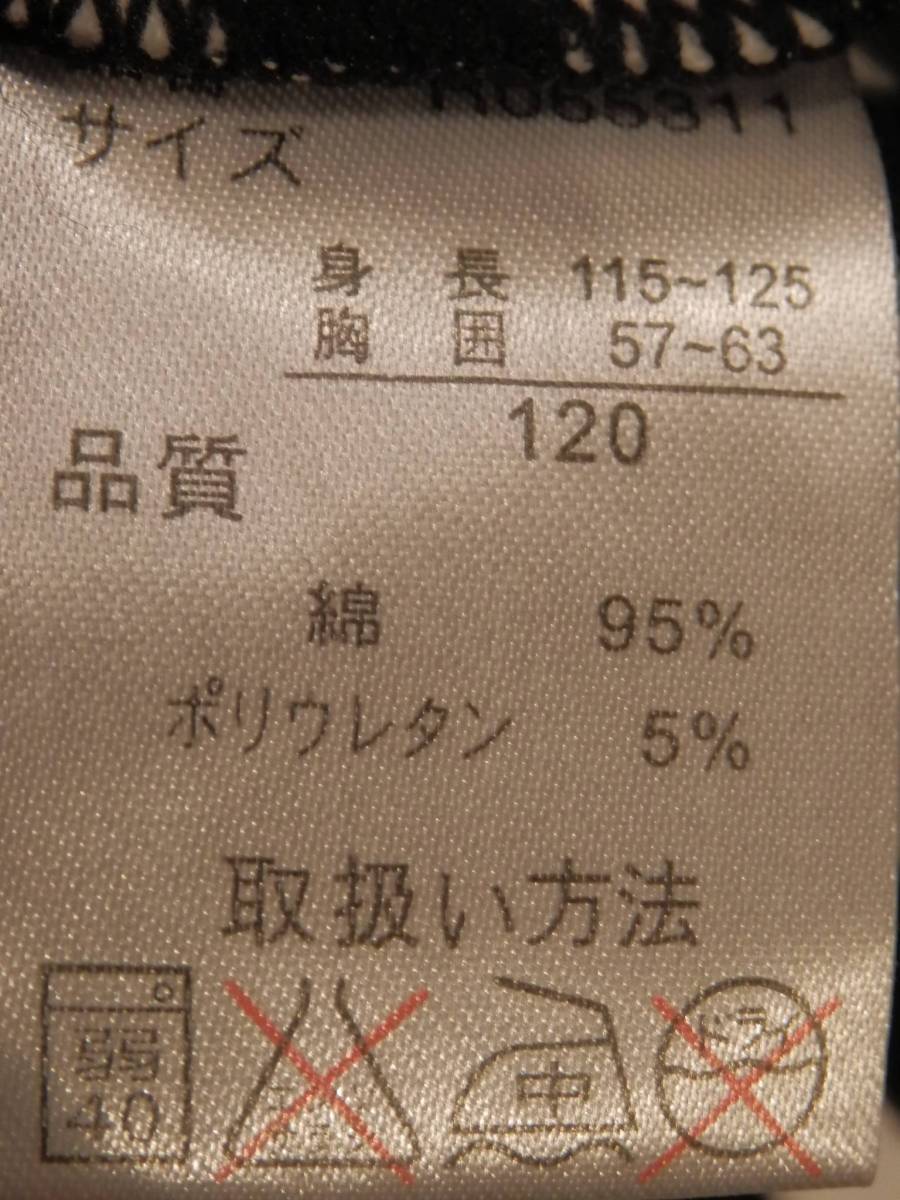 サイズ
身長 115~125
胸囲 57~63
120
品質
綿 95%
ポリウレタン 5%
取扱い方法
弱
40
中
ドライ